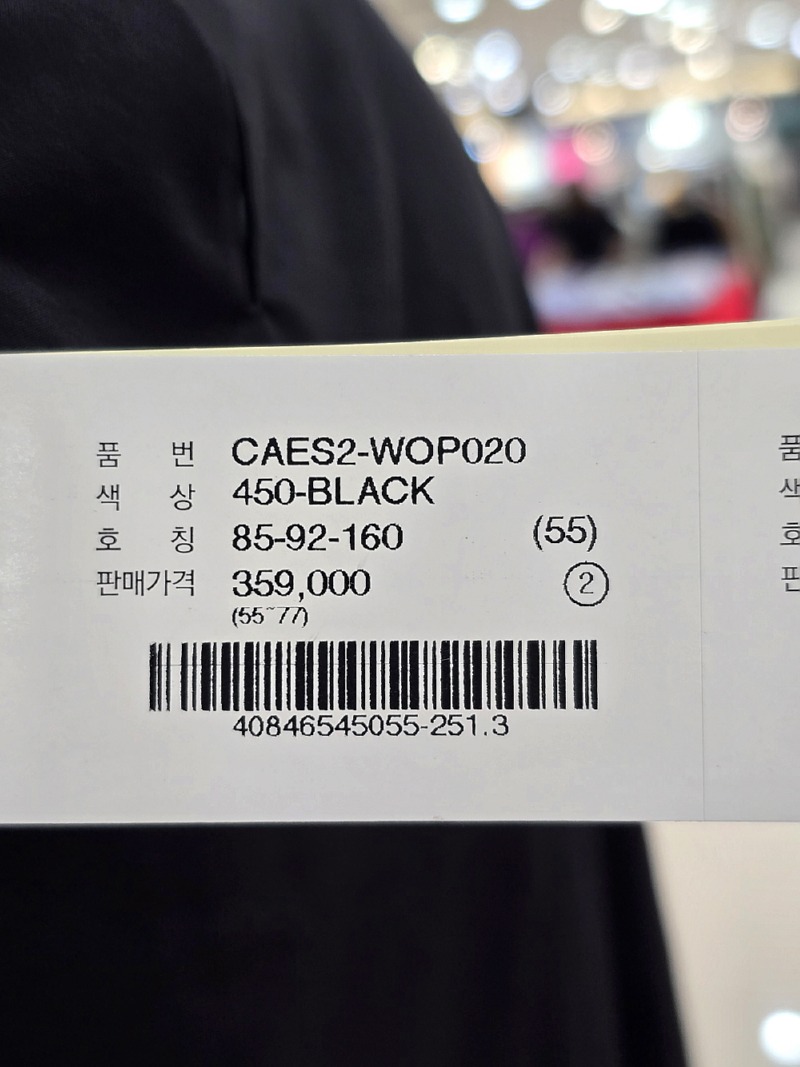 품 번 CAES2-WOP020
색 상 450-BLACK
호 칭 85-92-160 (55)
판매가격 359,000 ②
(55~77)
40846545055-251.3
품
호
판